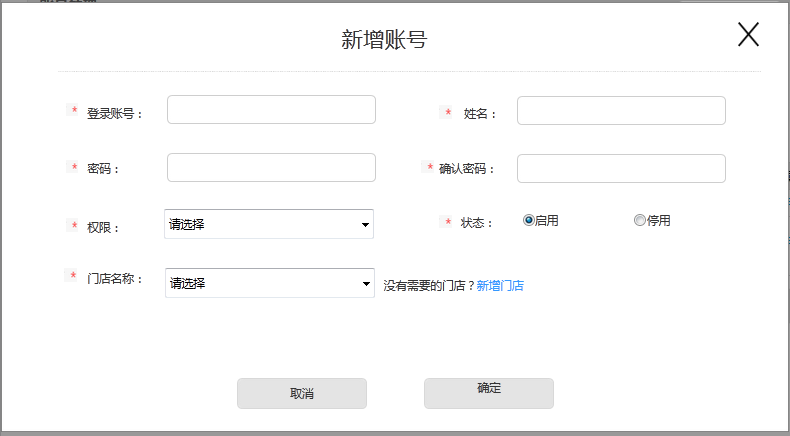 新增账号
* 登录账号：
* 姓名：
* 密码：
* 确认密码：
* 权限： 请选择
* 状态： 启用 停用
* 门店名称： 请选择 没有需要的门店？新增门店
取消 确定